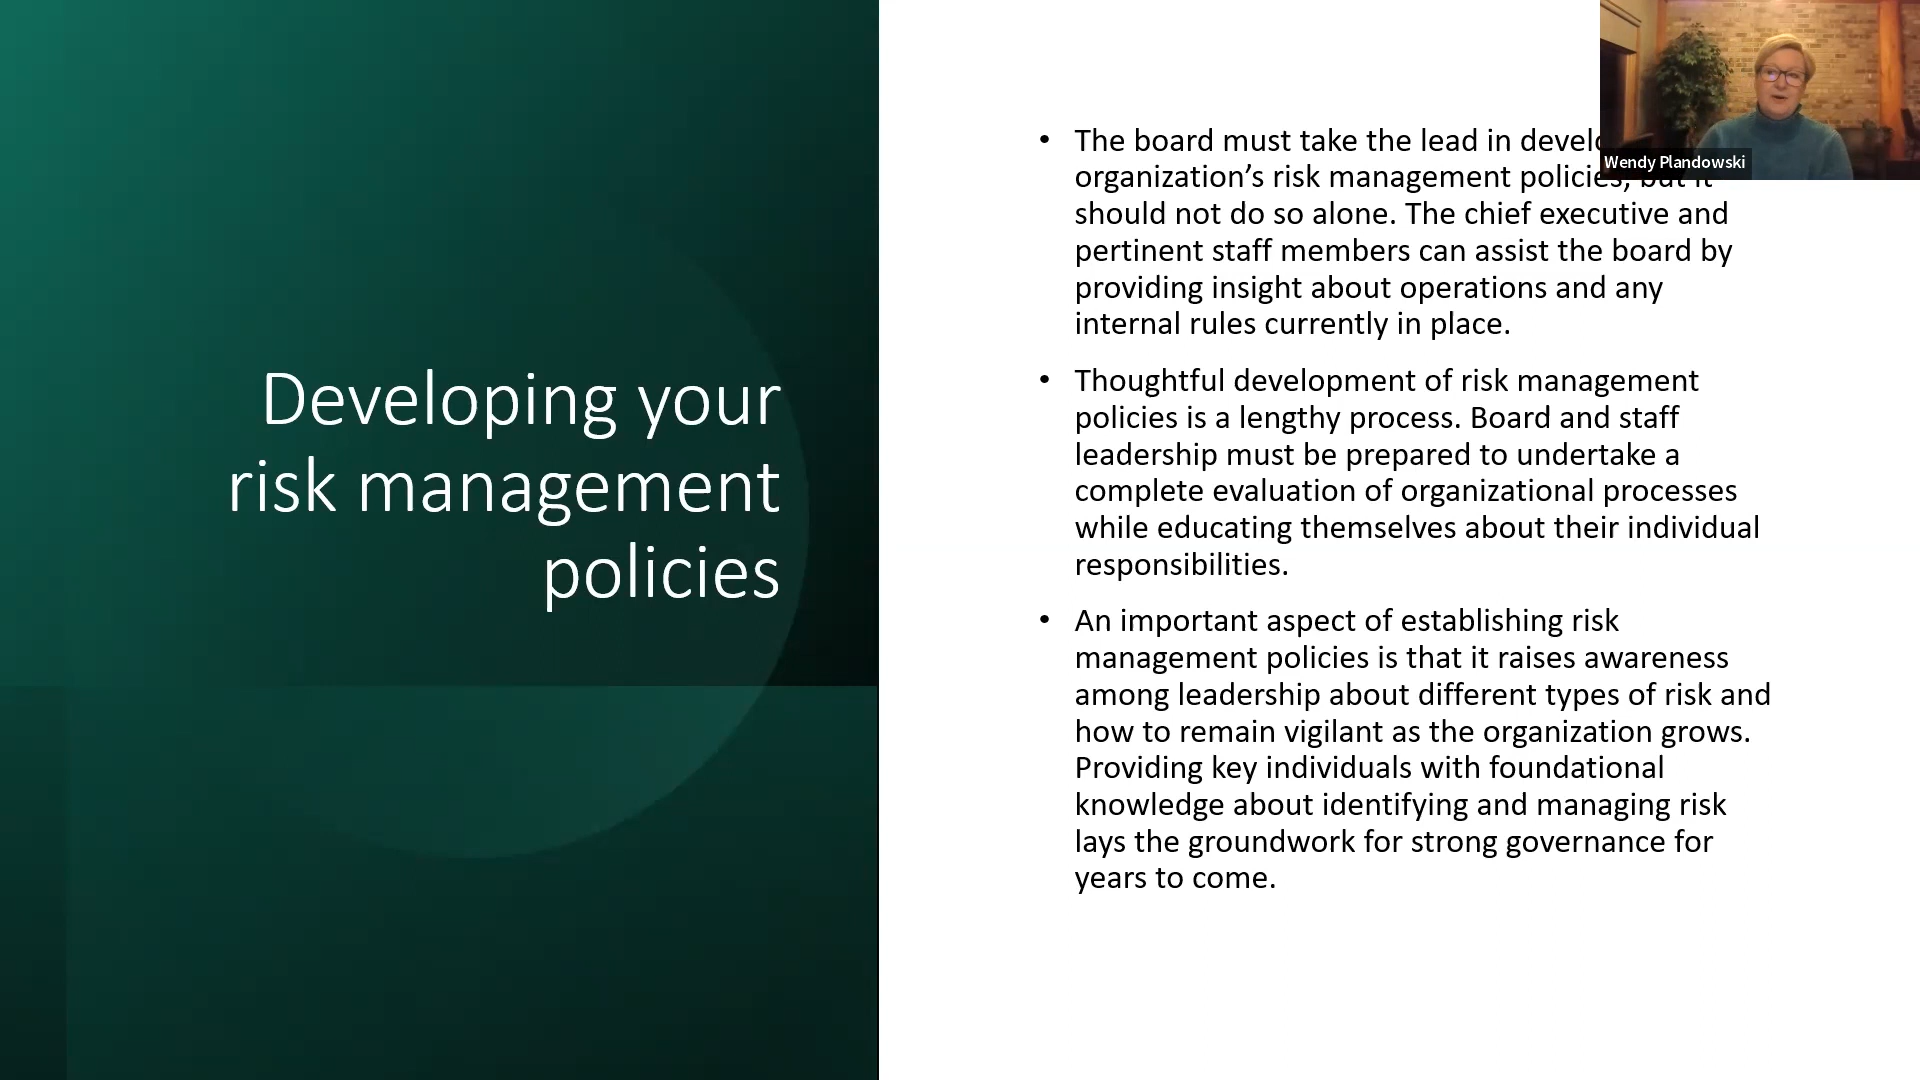 Developing your
risk management
policies
• The board must take the lead in
organization’s risk management policies, but it
should not do so alone. The chief executive and
pertinent staff members can assist the board by
providing insight about operations and any
internal rules currently in place.
• Thoughtful development of risk management
policies is a lengthy process. Board and staff
leadership must be prepared to undertake a
complete evaluation of organizational processes
while educating themselves about their individual
responsibilities.
• An important aspect of establishing risk
management policies is that it raises awareness
among leadership about different types of risk and
how to remain vigilant as the organization grows.
Providing key individuals with foundational
knowledge about identifying and managing risk
lays the groundwork for strong governance for
years to come.
Wendy Plandowski